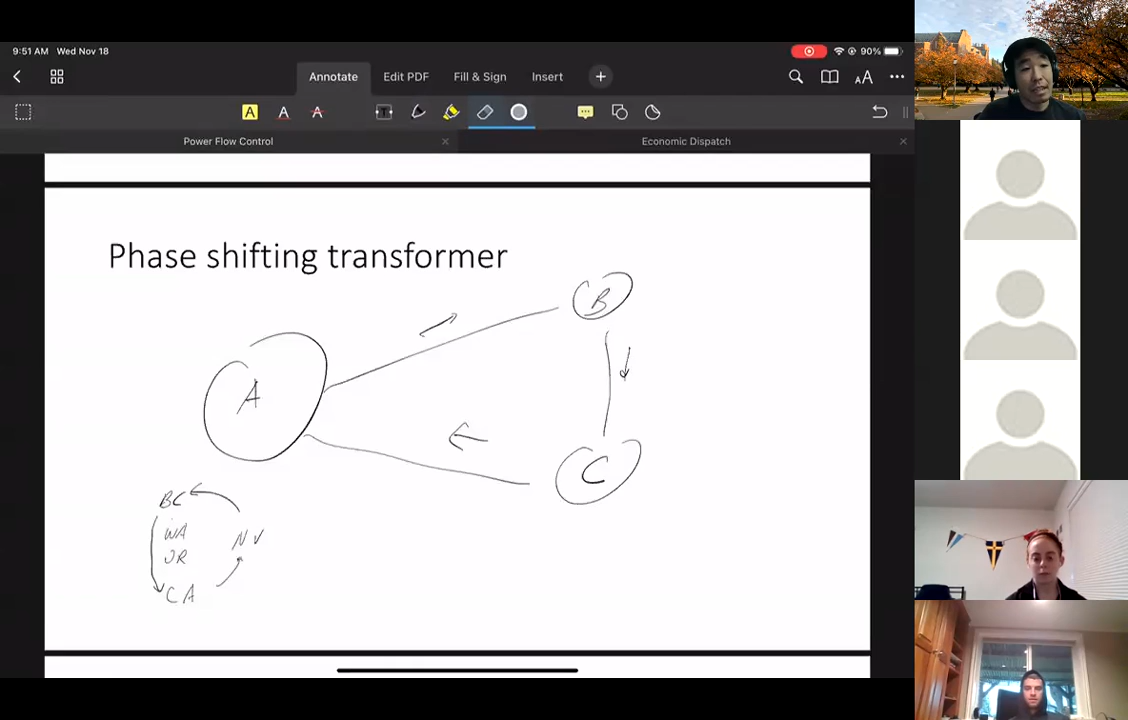 9:51 AM Wed Nov 18
90%
Annotate Edit PDF Fill & Sign Insert
A A A T AA
Power Flow Control
Economic Dispatch
Phase shifting transformer
B
A
C
BC
WA
NV
OR
CA